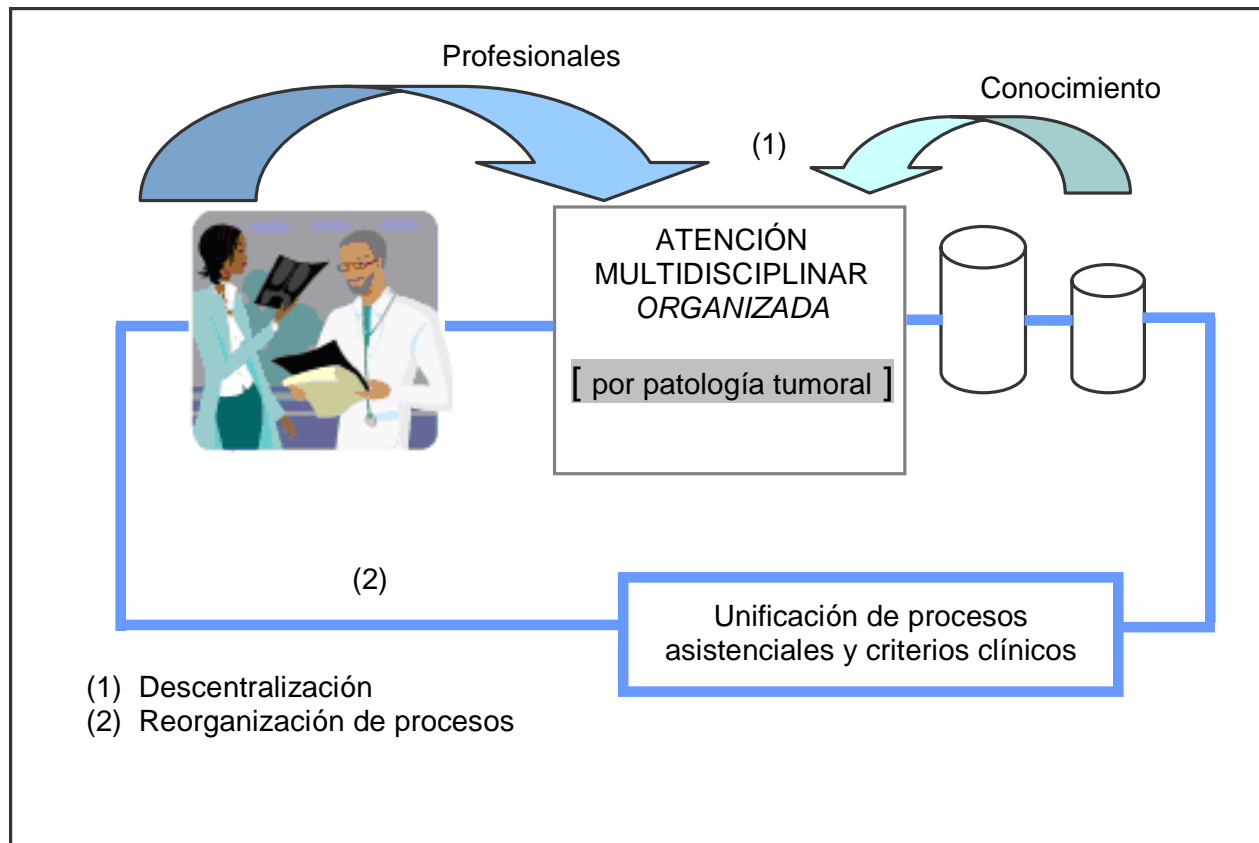 Profesionales
Conocimiento
(1)
ATENCIÓN
MULTIDISCIPLINAR
ORGANIZADA
[ por patología tumoral ]
(2)
Unificación de procesos
asistenciales y criterios clínicos
(1) Descentralización
(2) Reorganización de procesos